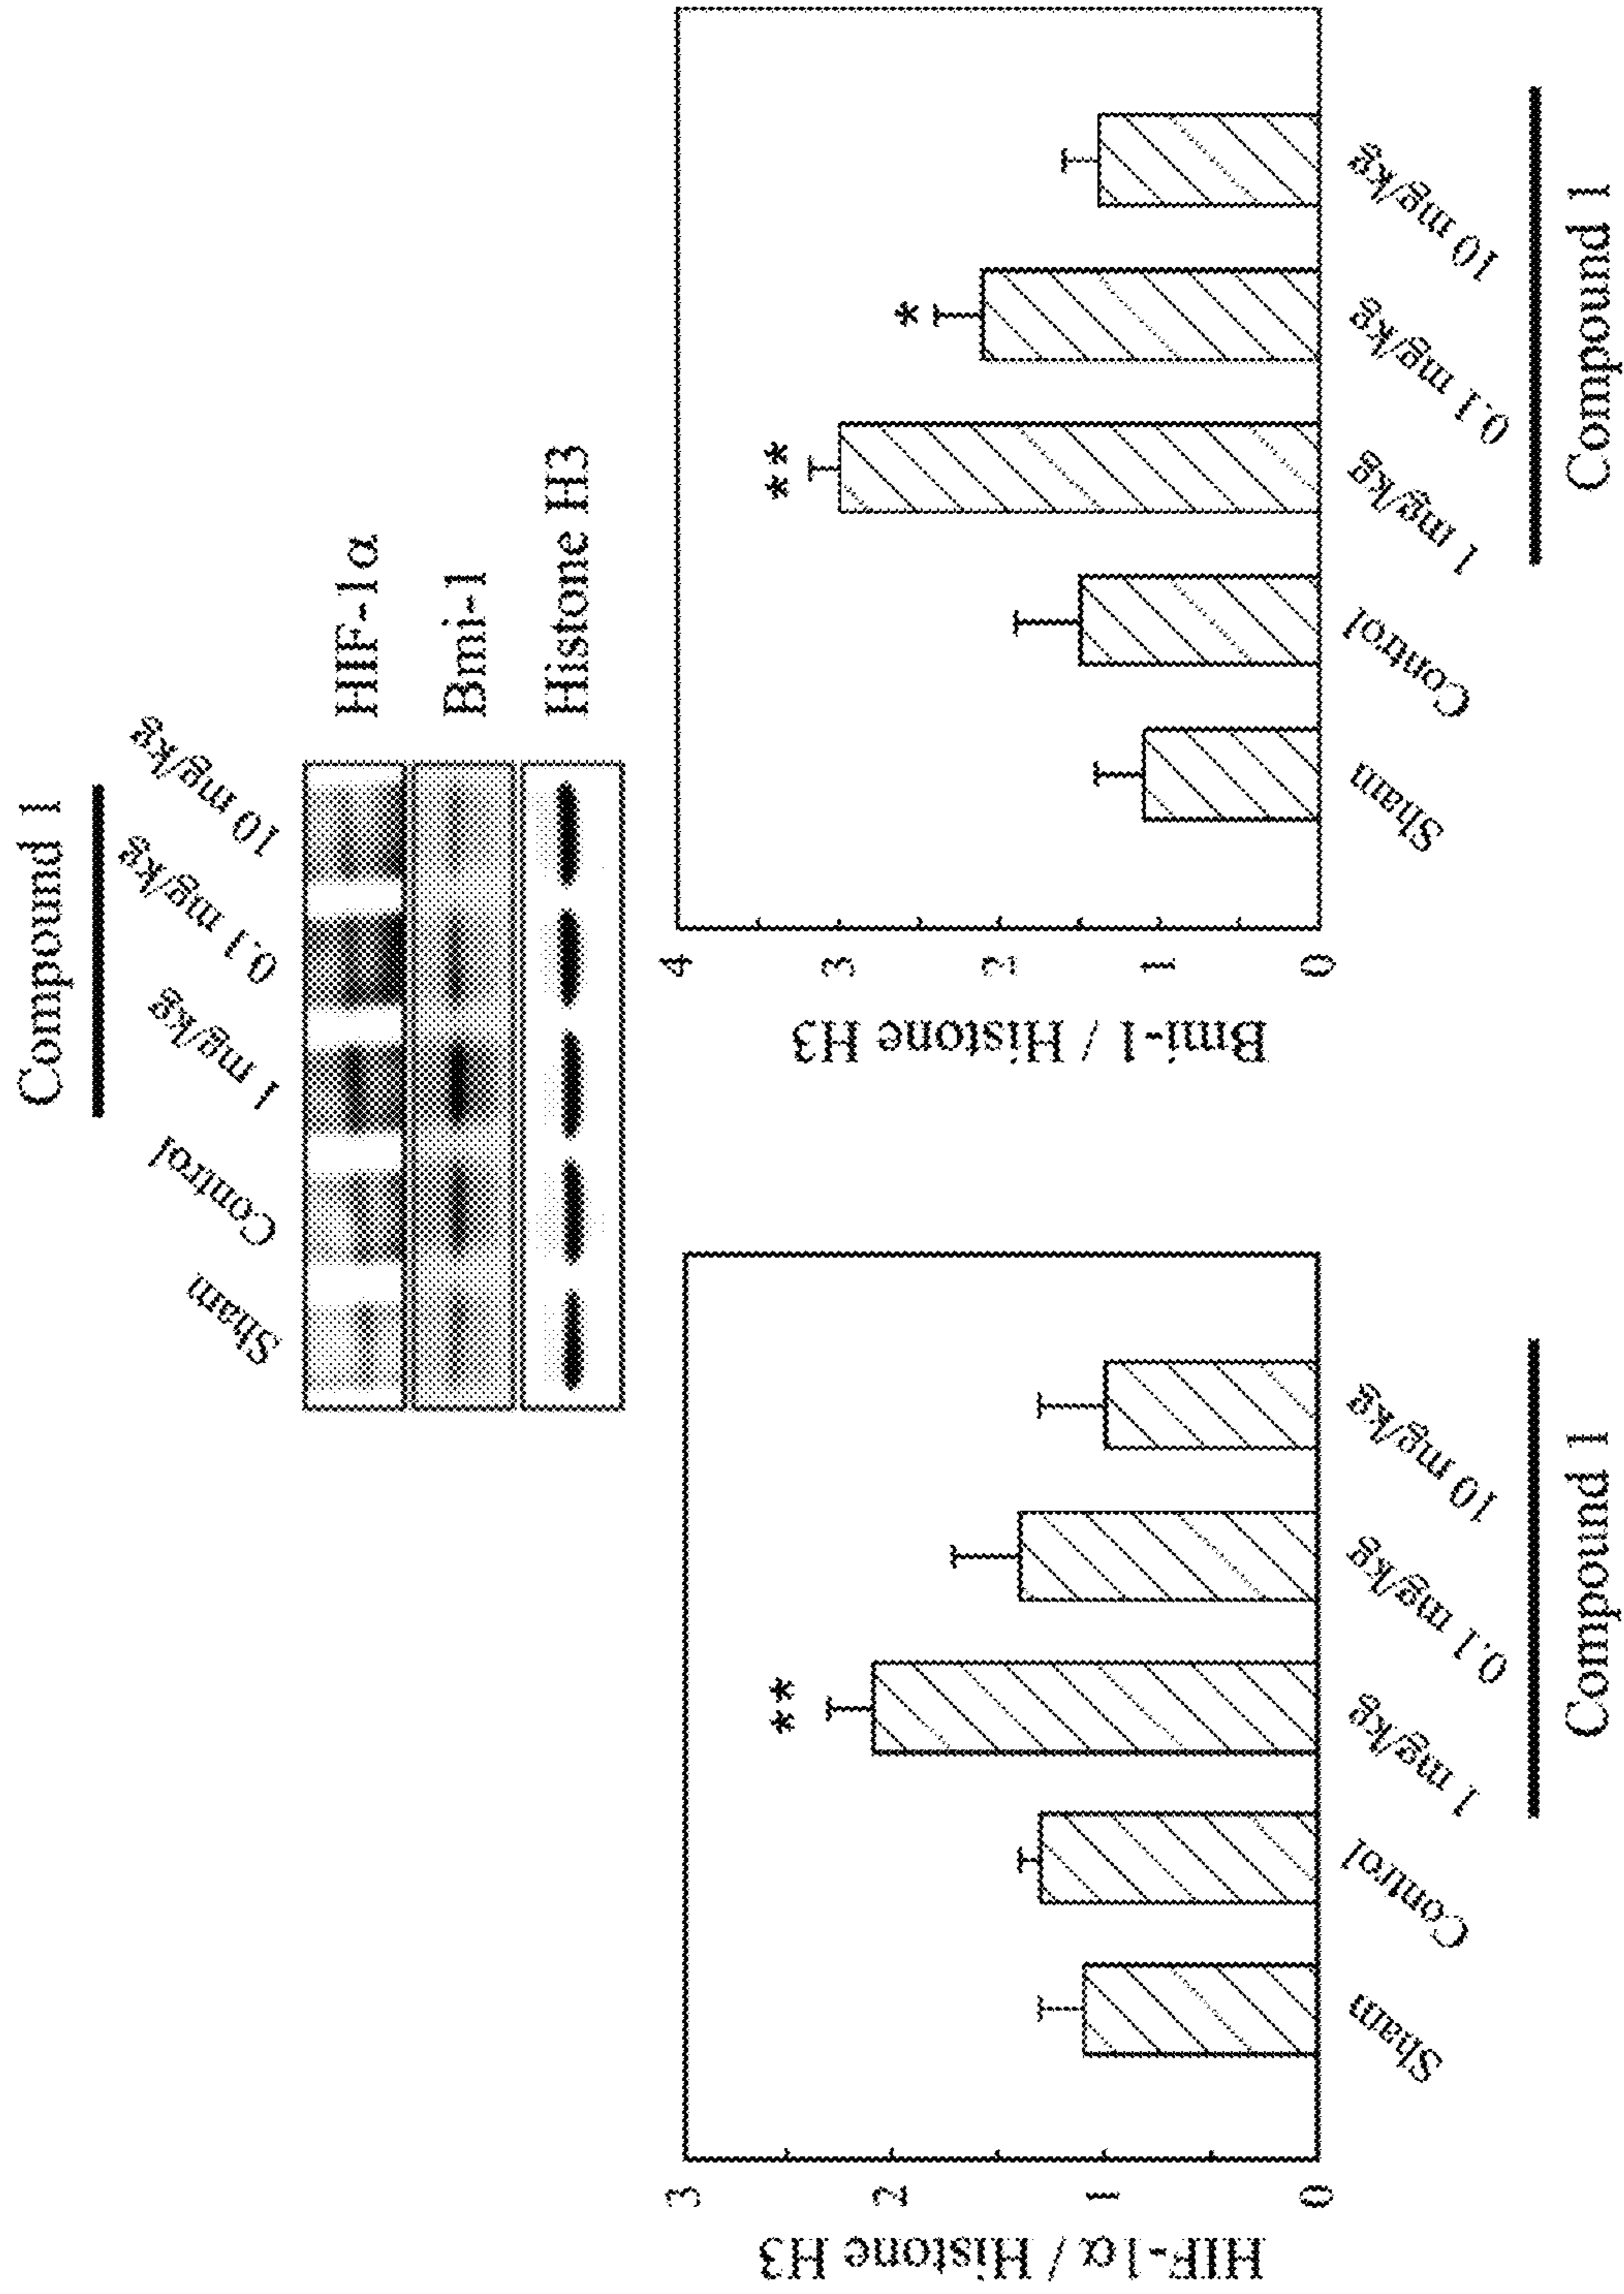 Compound 1
Sham
Control
1 mg/kg
0.1 mg/kg
10 mg/kg
HIF-1α
Bmi-1
Histone H3
HIF-1α / Histone H3
3
2
1
0
**
Sham
Control
1 mg/kg
0.1 mg/kg
10 mg/kg
Compound 1
Bmi-1 / Histone H3
4
3
2
1
0
**
*
Sham
Control
1 mg/kg
0.1 mg/kg
10 mg/kg
Compound 1